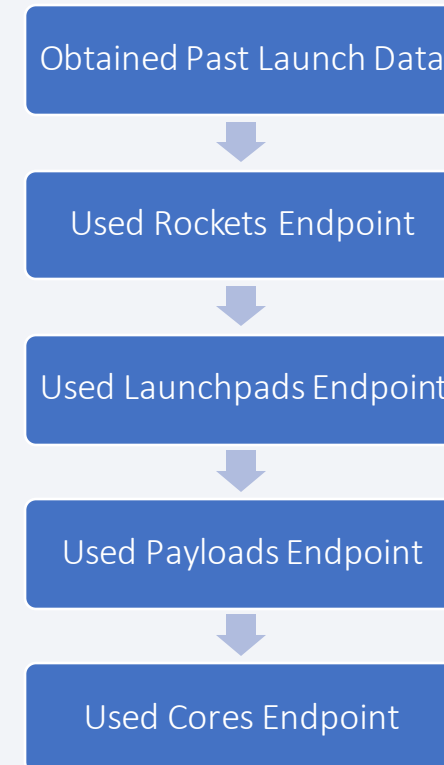 Obtained Past Launch Data
Used Rockets Endpoint
Used Launchpads Endpoint
Used Payloads Endpoint
Used Cores Endpoint